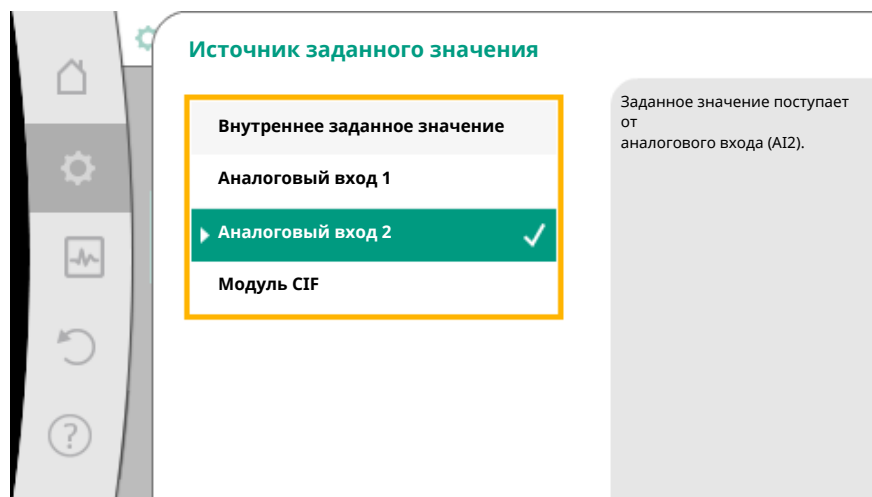 Источник заданного значения
Внутреннее заданное значение
Аналоговый вход 1
Аналоговый вход 2
Модуль CIF
Заданное значение поступает
от
аналогового входа (AI2).
?